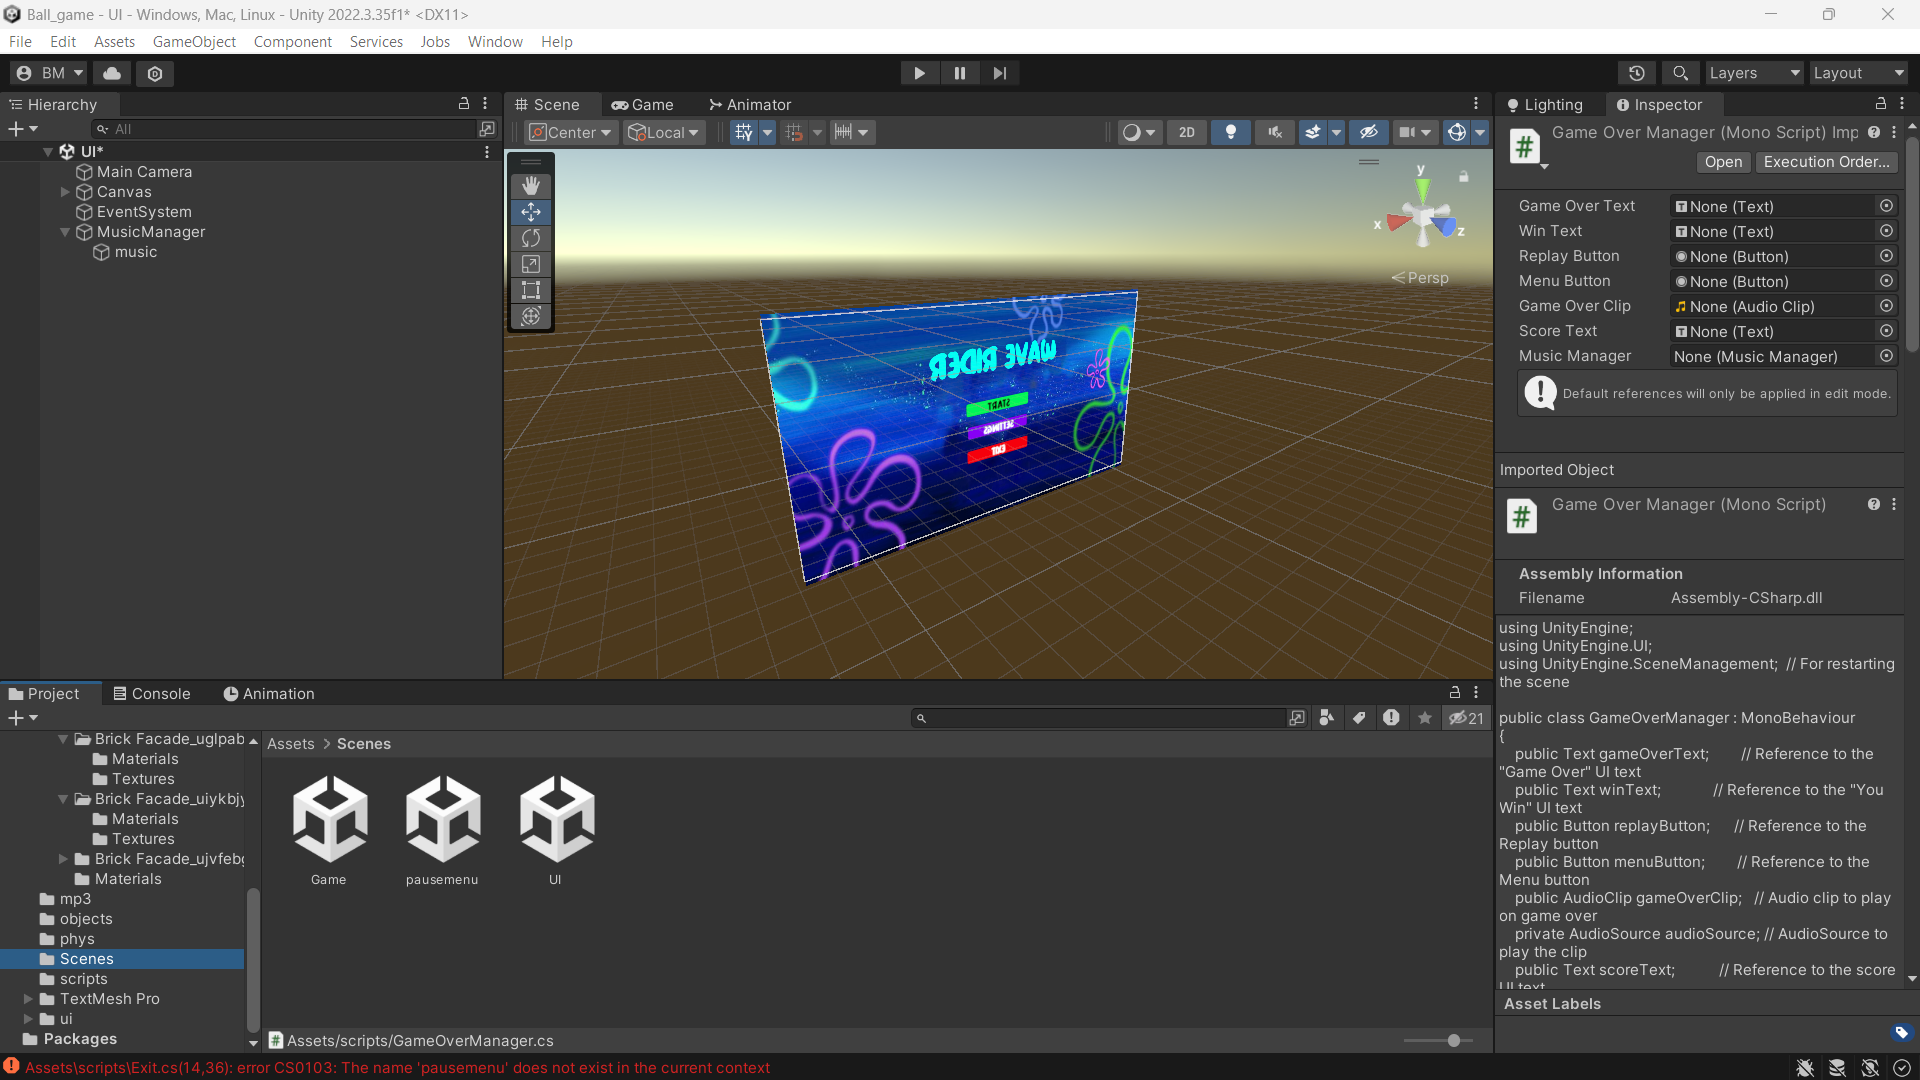 Ball_game - UI - Windows, Mac, Linux - Unity 2022.3.35f1* <DX11>
File Edit Assets GameObject Component Services Jobs Window Help
BM
Layers
Layout
Hierarchy
All
UI*
Main Camera
Canvas
EventSystem
MusicManager
music
Scene
Game
Animator
Center
Local
2D
y
x
z
Persp
WAVE RIDER
START
SETTINGS
EXIT
Lighting
Inspector
Game Over Manager (Mono Script) Imp
Open
Execution Order...
Game Over Text None (Text)
Win Text None (Text)
Replay Button None (Button)
Menu Button None (Button)
Game Over Clip None (Audio Clip)
Score Text None (Text)
Music Manager None (Music Manager)
Default references will only be applied in edit mode.
Imported Object
Game Over Manager (Mono Script)
Assembly Information
Filename Assembly-CSharp.dll
using UnityEngine;
using UnityEngine.UI;
using UnityEngine.SceneManagement; // For restarting
the scene
public class GameOverManager : MonoBehaviour
{
public Text gameOverText; // Reference to the
"Game Over" UI text
public Text winText; // Reference to the "You
Win" UI text
public Button replayButton; // Reference to the
Replay button
public Button menuButton; // Reference to the
Menu button
public AudioClip gameOverClip; // Audio clip to play
on game over
private AudioSource audioSource; // AudioSource to
play the clip
public Text scoreText; // Reference to the score
UI text
Asset Labels
Project
Console
Animation
21
Brick Facade_uglpab
Materials
Textures
Brick Facade_uiykbjy
Materials
Textures
Brick Facade_ujvfebg
Materials
mp3
objects
phys
Scenes
scripts
TextMesh Pro
ui
Packages
Assets > Scenes
Game
pausemenu
UI
Assets/scripts/GameOverManager.cs
Assets\scripts\Exit.cs(14,36): error CS0103: The name 'pausemenu' does not exist in the current context